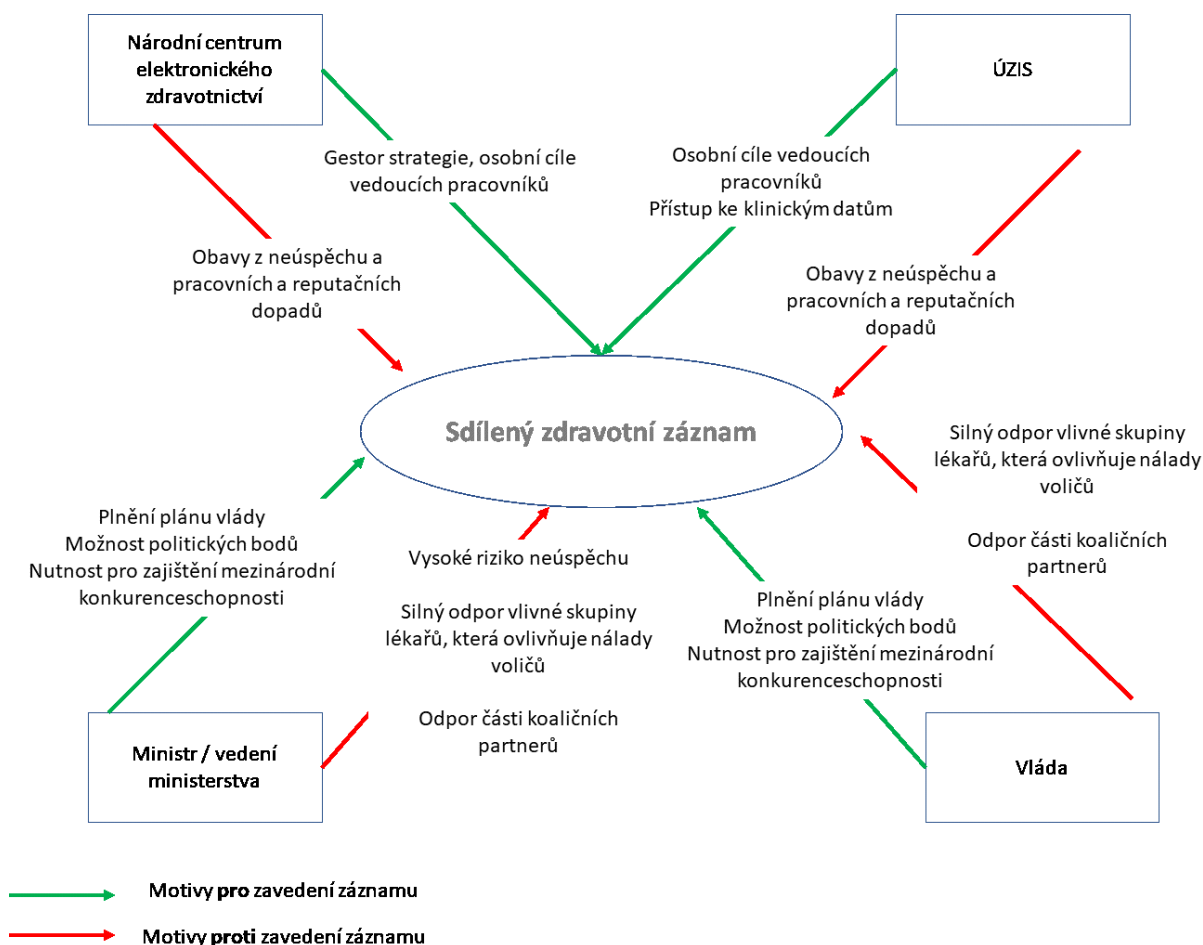 Národní centrum
elektronického
zdravotnictví
ÚZIS
Gestor strategie, osobní cíle
vedoucích pracovníků
Osobní cíle vedoucích
pracovníků
Přístup ke klinickým datům
Obavy z neúspěchu a
pracovních a reputačních
dopadů
Obavy z neúspěchu a
pracovních a reputačních
dopadů
Sdílený zdravotní záznam
Silný odpor vlivné skupiny
lékařů, která ovlivňuje nálady
voličů
Odpor části koaličních
partnerů
Plnění plánu vlády
Možnost politických bodů
Nutnost pro zajištění mezinárodní
konkurenceschopnosti
Vysoké riziko neúspěchu
Silný odpor vlivné skupiny
lékařů, která ovlivňuje nálady
voličů
Odpor části koaličních
partnerů
Plnění plánu vlády
Možnost politických bodů
Nutnost pro zajištění mezinárodní
konkurenceschopnosti
Ministr / vedení
ministerstva
Vláda
Motivy pro zavedení záznamu
Motivy proti zavedení záznamu